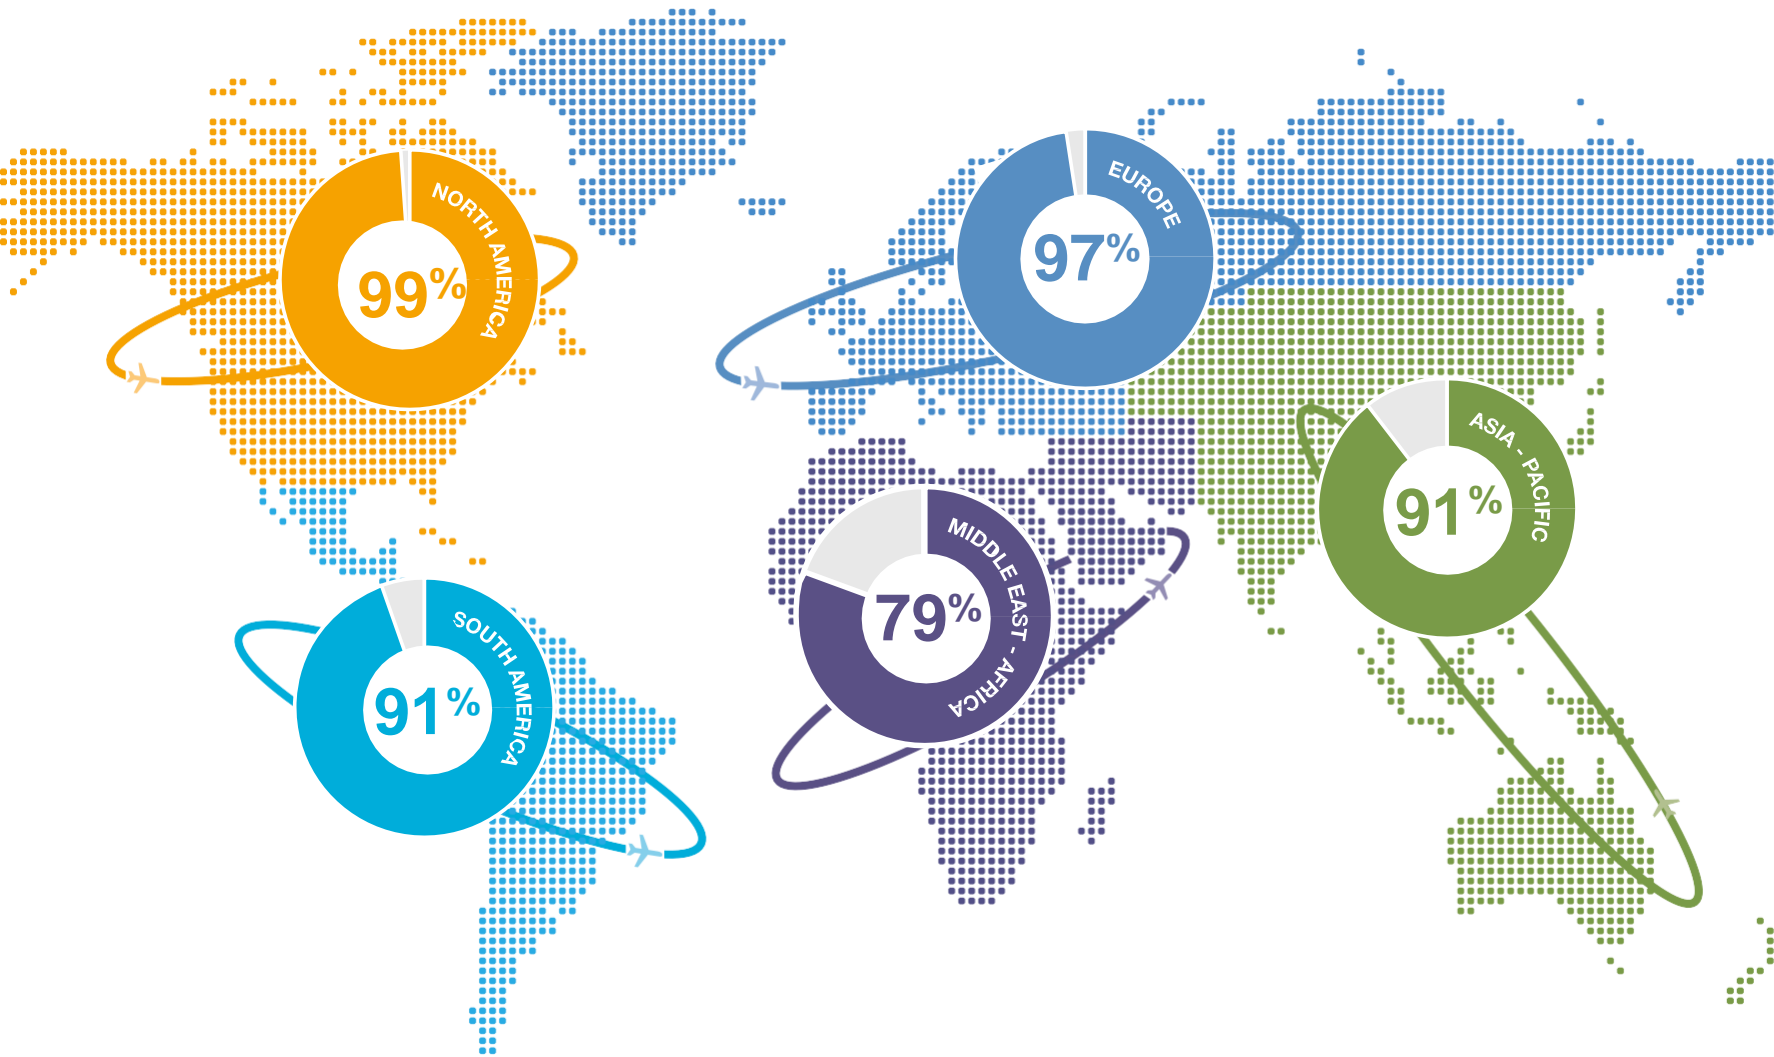 NORTH AMERICA
99%
EUROPE
97%
ASIA - PACIFIC
91%
MIDDLE EAST - AFRICA
79%
SOUTH AMERICA
91%